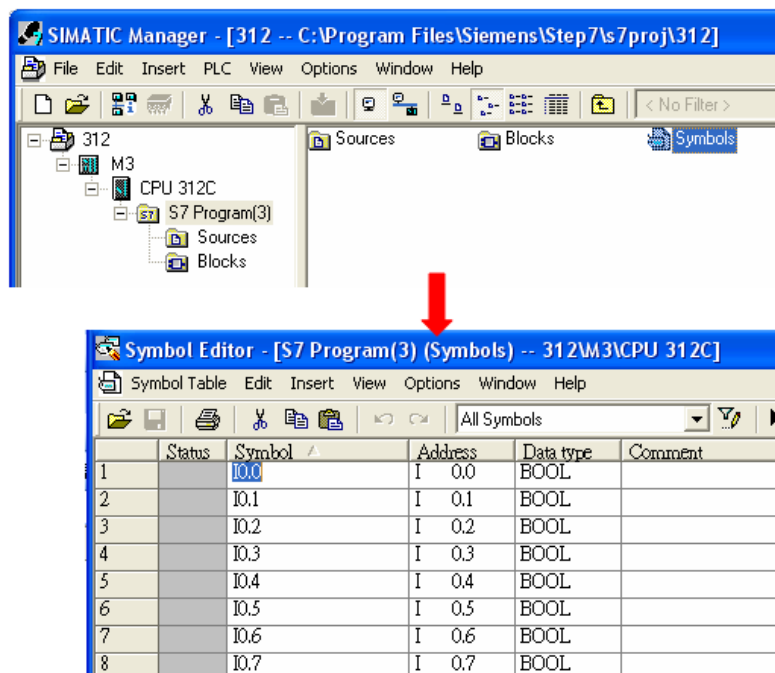 SIMATIC Manager - [312 -- C:\Program Files\Siemens\Step7\s7proj\312]
File Edit Insert PLC View Options Window Help
< No Filter >
312
M3
CPU 312C
S7 Program(3)
Sources
Blocks
Sources Blocks Symbols
Symbol Editor - [S7 Program(3) (Symbols) -- 312\M3\CPU 312C]
Symbol Table Edit Insert View Options Window Help
All Symbols
Status Symbol Address Data type Comment
1 I0.0 I 0.0 BOOL
2 I0.1 I 0.1 BOOL
3 I0.2 I 0.2 BOOL
4 I0.3 I 0.3 BOOL
5 I0.4 I 0.4 BOOL
6 I0.5 I 0.5 BOOL
7 I0.6 I 0.6 BOOL
8 I0.7 I 0.7 BOOL